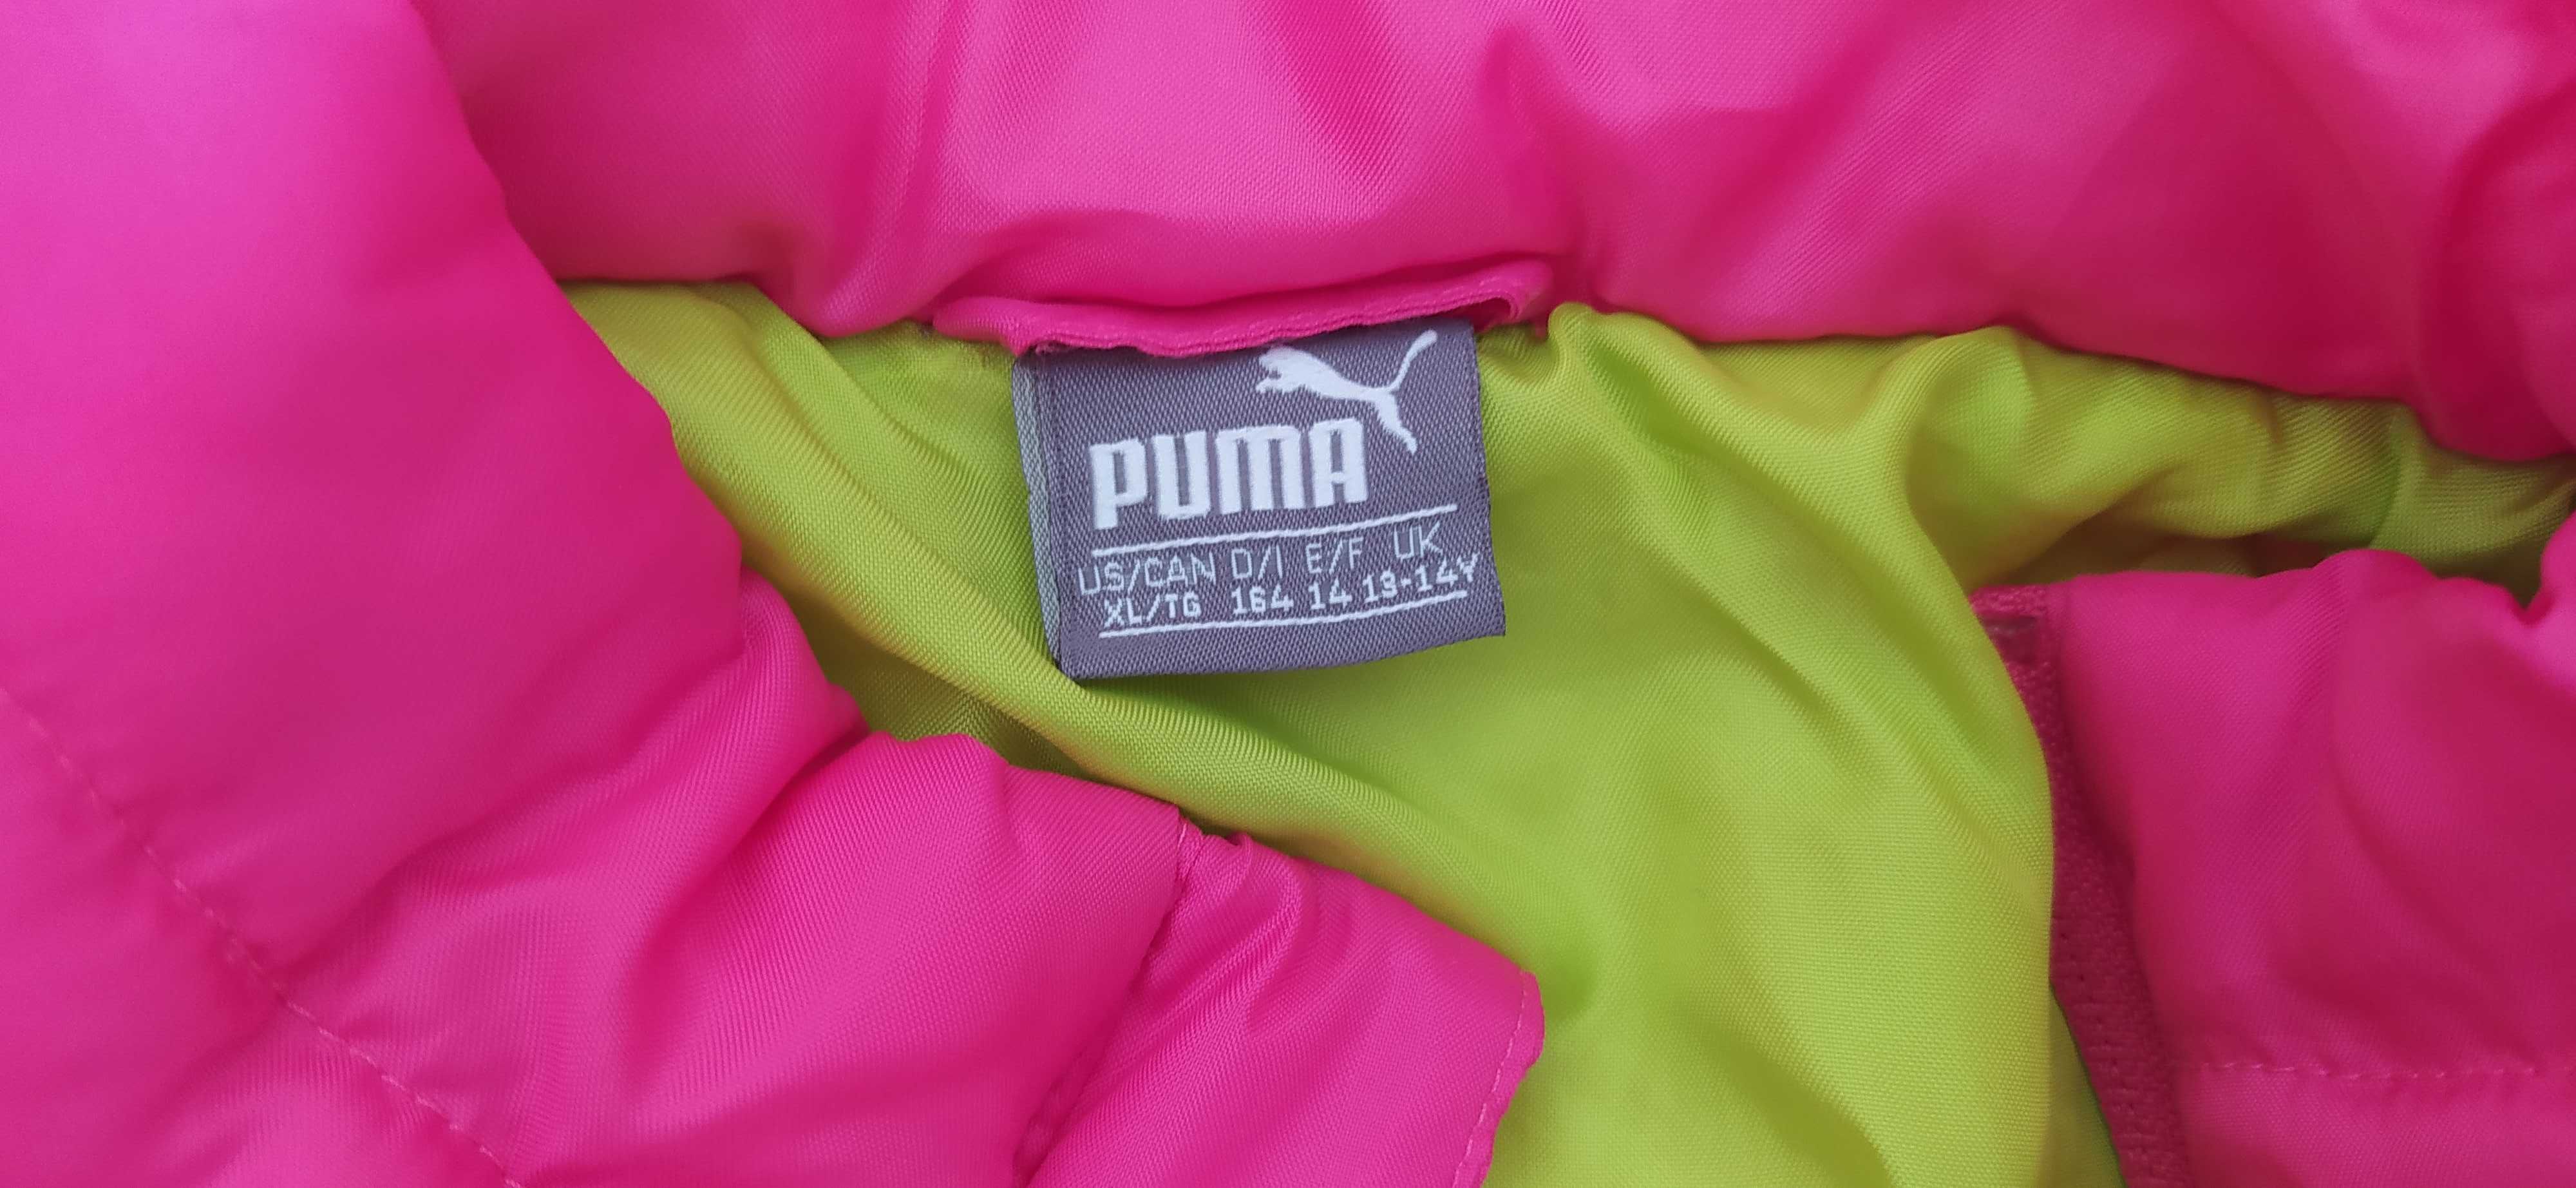 PUMA
US/CAN D/I E/F UK
XL/TG 164 14 13-14Y